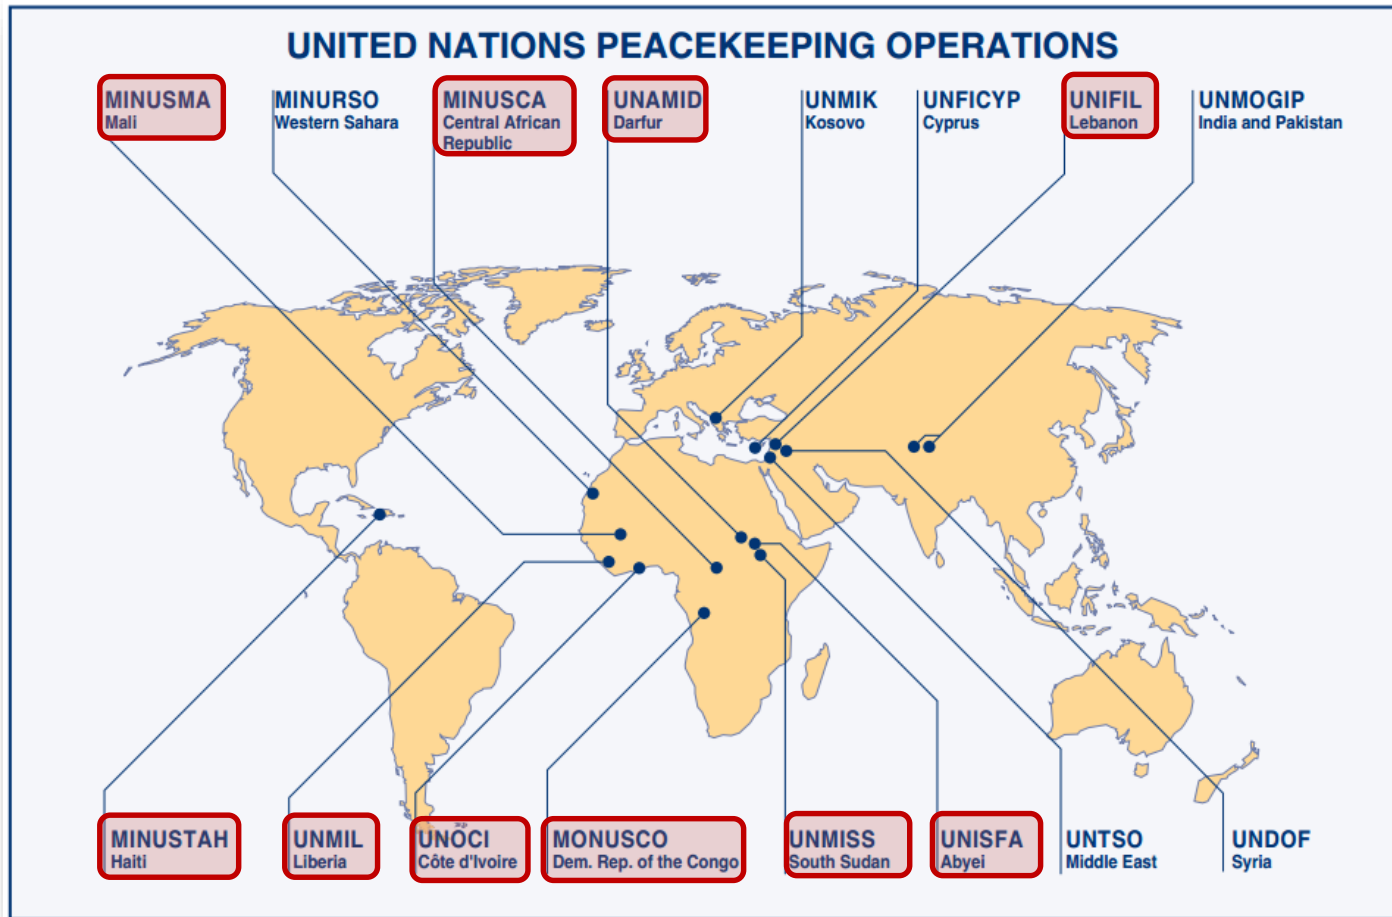 UNITED NATIONS PEACEKEEPING OPERATIONS
MINUSMA
Mali
MINURSO
Western Sahara
MINUSCA
Central African
Republic
UNAMID
Darfur
UNMIK
Kosovo
UNFICYP
Cyprus
UNIFIL
Lebanon
UNMOGIP
India and Pakistan
MINUSTAH
Haiti
UNMIL
Liberia
UNOCI
Côte d'Ivoire
MONUSCO
Dem. Rep. of the Congo
UNMISS
South Sudan
UNISFA
Abyei
UNTSO
Middle East
UNDOF
Syria